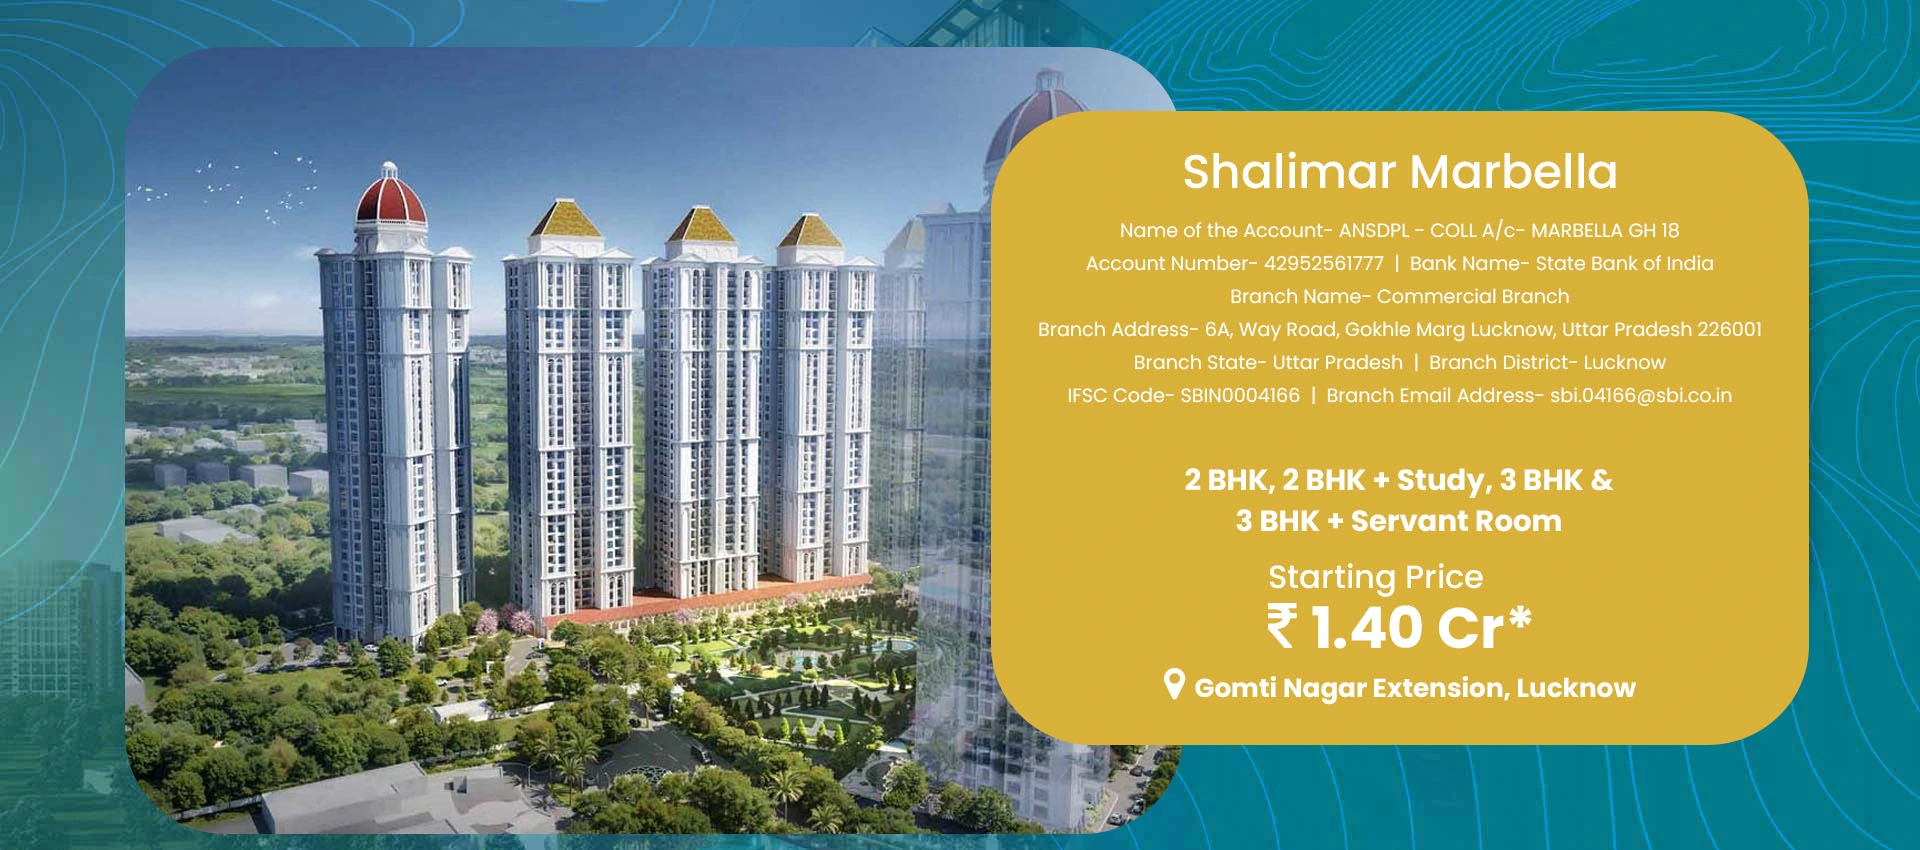 Shalimar Marbella
Name of the Account- ANSDPL - COLL A/c- MARBELLA GH 18
Account Number- 42952561777 | Bank Name- State Bank of India
Branch Name- Commercial Branch
Branch Address- 6A, Way Road, Gokhle Marg Lucknow, Uttar Pradesh 226001
Branch State- Uttar Pradesh | Branch District- Lucknow
IFSC Code- SBIN0004166 | Branch Email Address- sbi.04166@sbi.co.in
2 BHK, 2 BHK + Study, 3 BHK &
3 BHK + Servant Room
Starting Price
₹ 1.40 Cr*
Gomti Nagar Extension, Lucknow